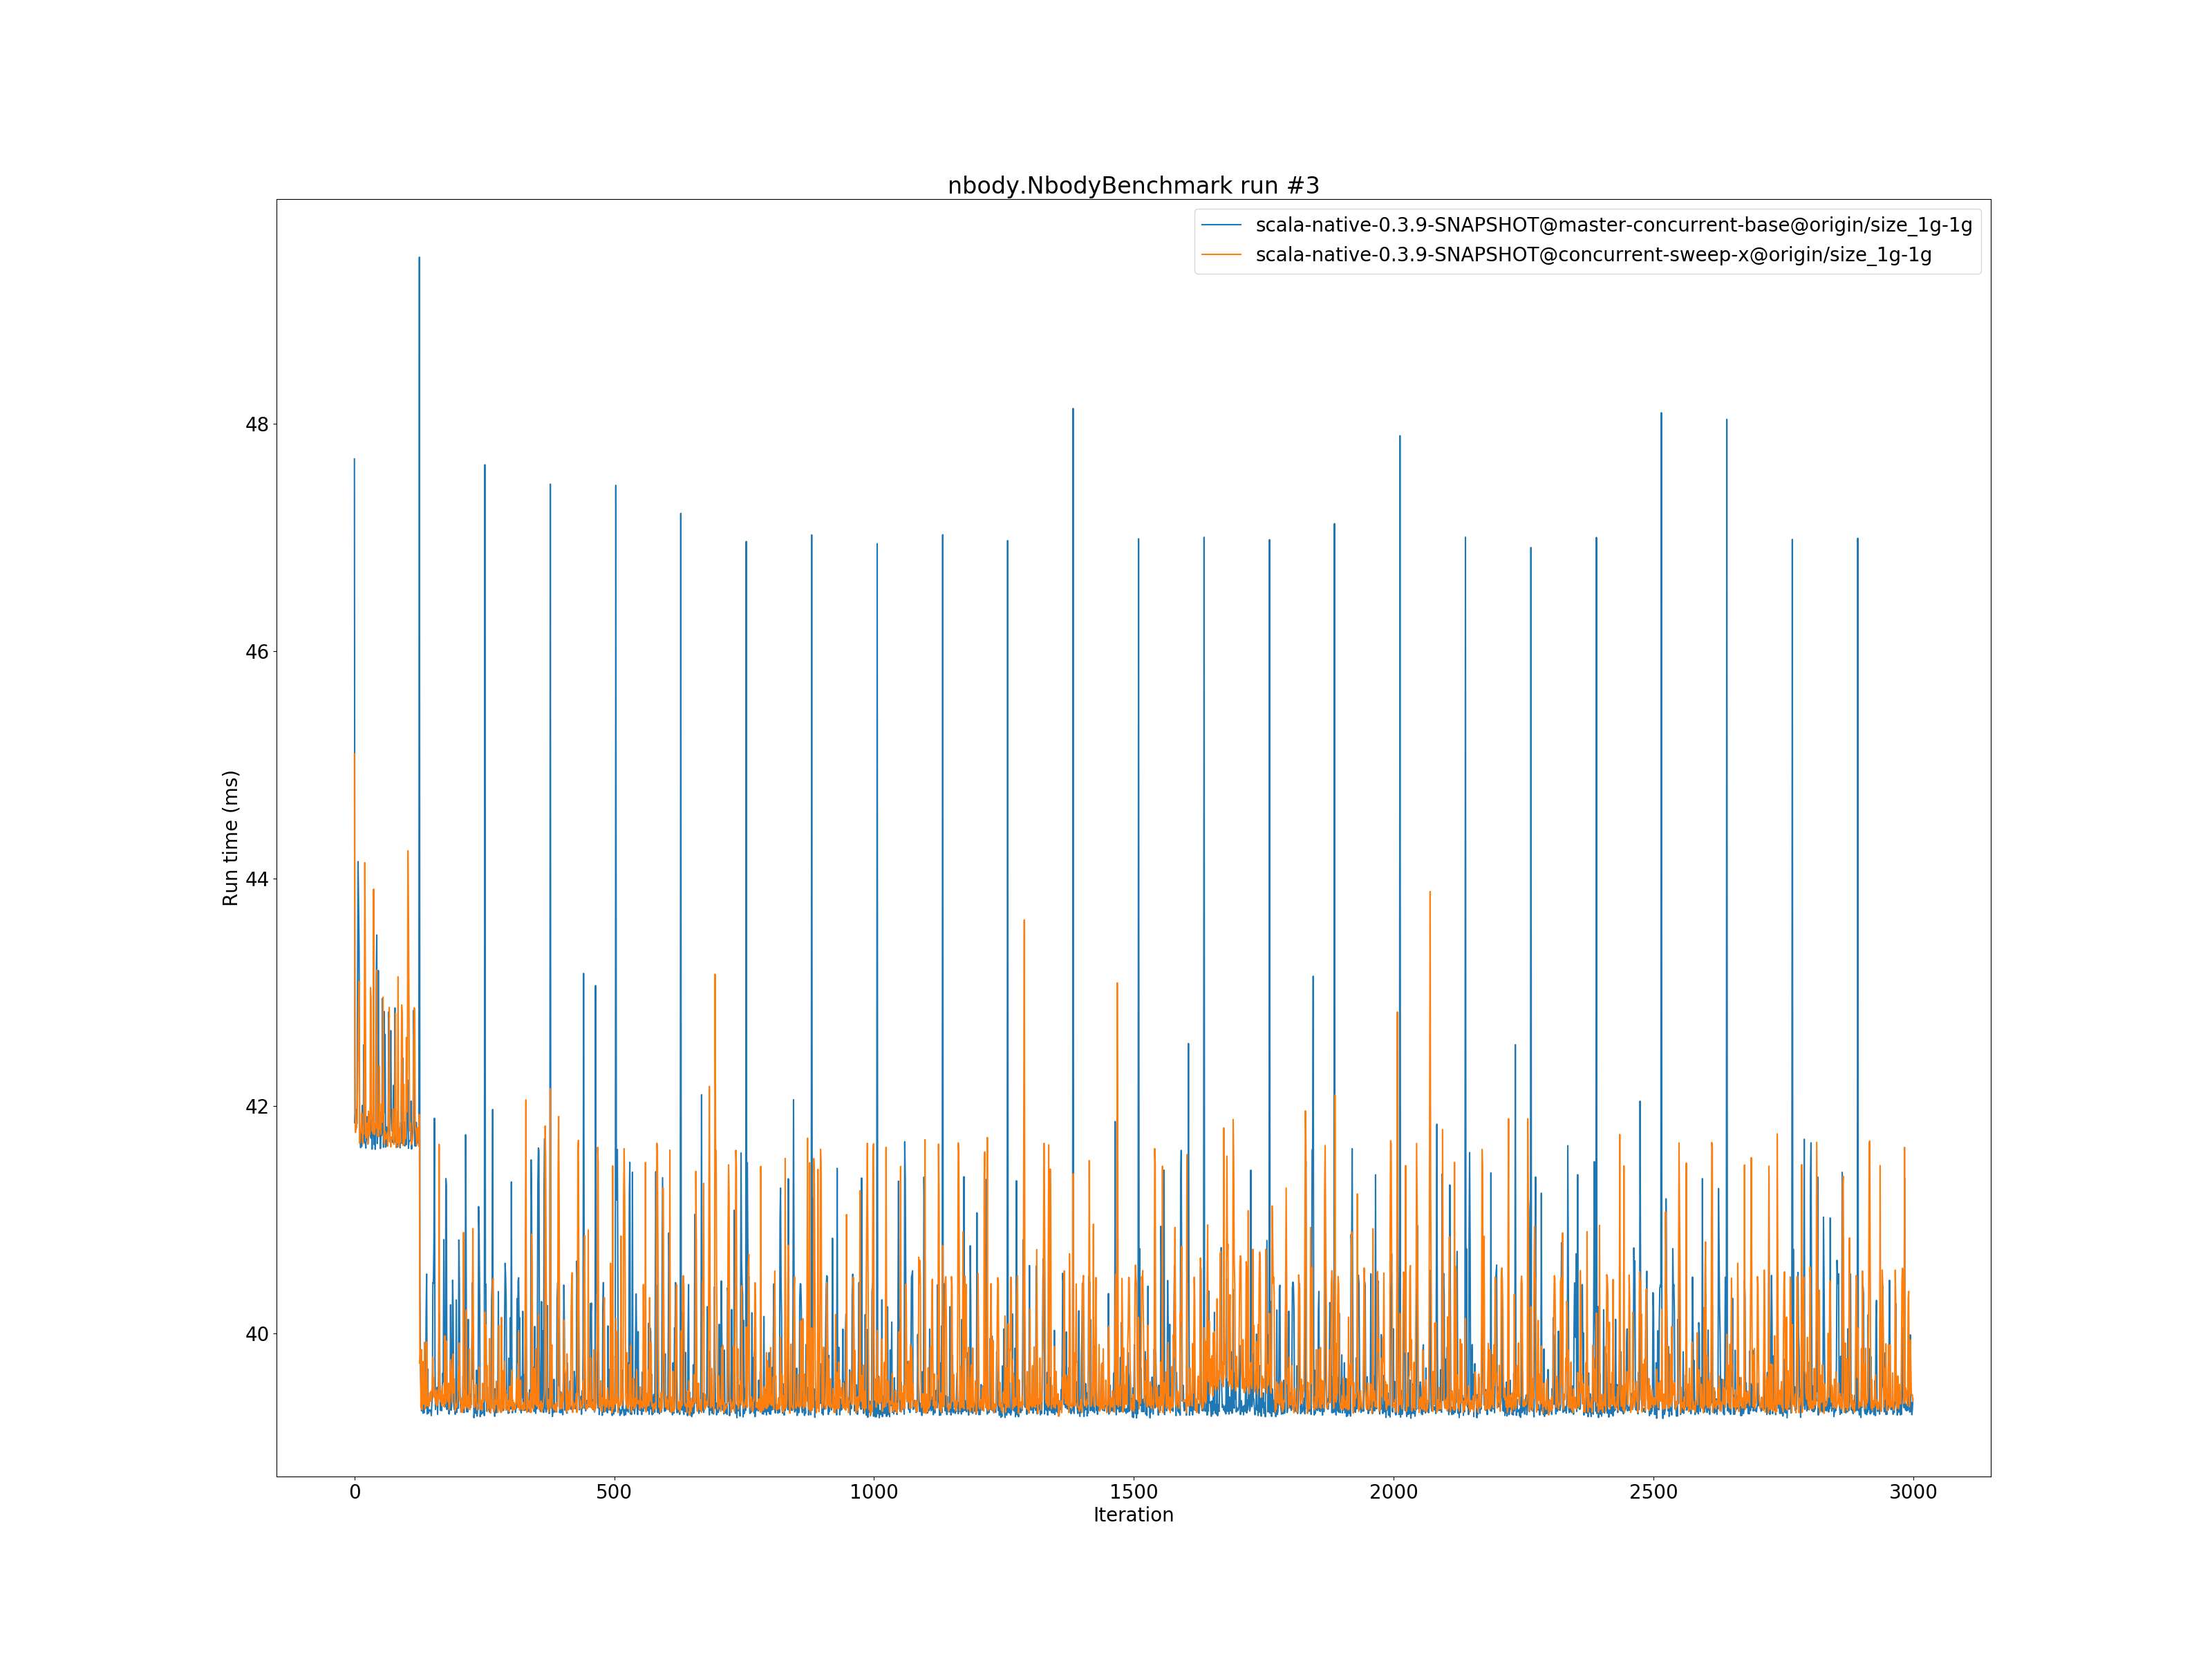 nbody.NbodyBenchmark run #3
scala-native-0.3.9-SNAPSHOT@master-concurrent-base@origin/size_1g-1g
scala-native-0.3.9-SNAPSHOT@concurrent-sweep-x@origin/size_1g-1g
48
46
44
42
40
Run time (ms)
0 500 1000 1500 2000 2500 3000
Iteration